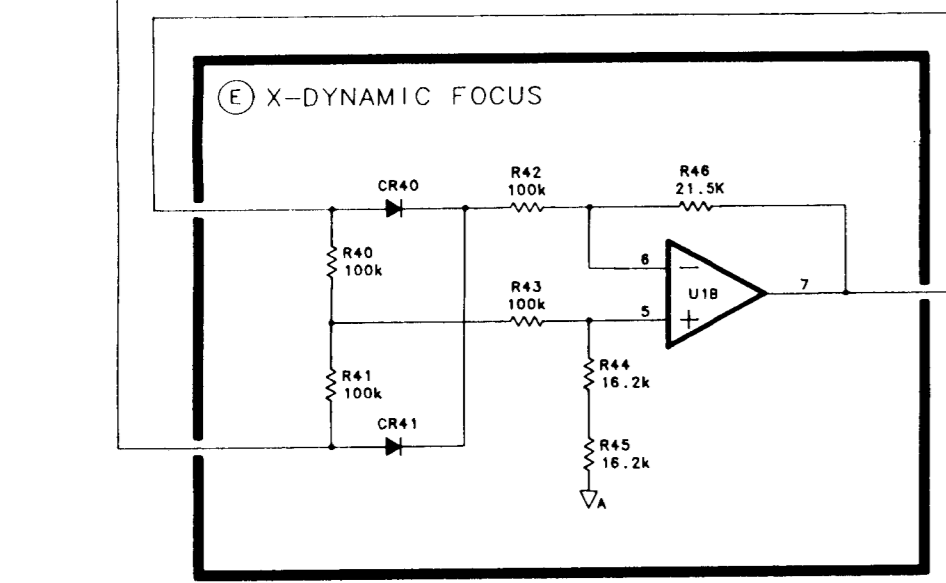 E X-DYNAMIC FOCUS
CR40
R42
100k
R46
21.5K
R40
100k
R43
100k
6
−
U1B
7
5
+
R41
100k
R44
16.2k
CR41
R45
16.2k
A